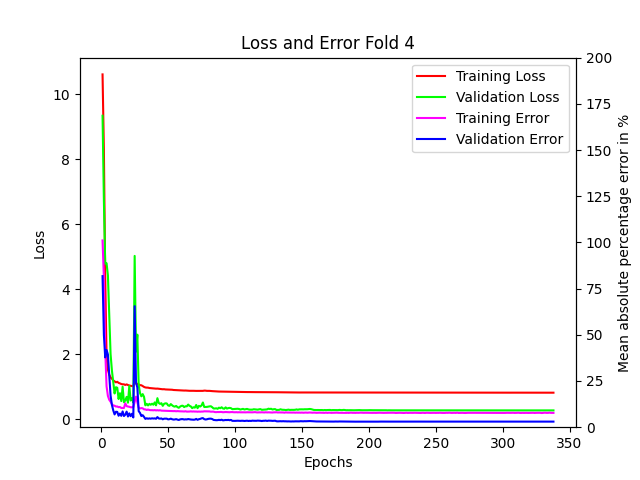 Loss and Error Fold 4
Loss
10
8
6
4
2
0
200
175
150
125
100
75
50
25
0
Mean absolute percentage error in %
Training Loss
Validation Loss
Training Error
Validation Error
0 50 100 150 200 250 300 350
Epochs